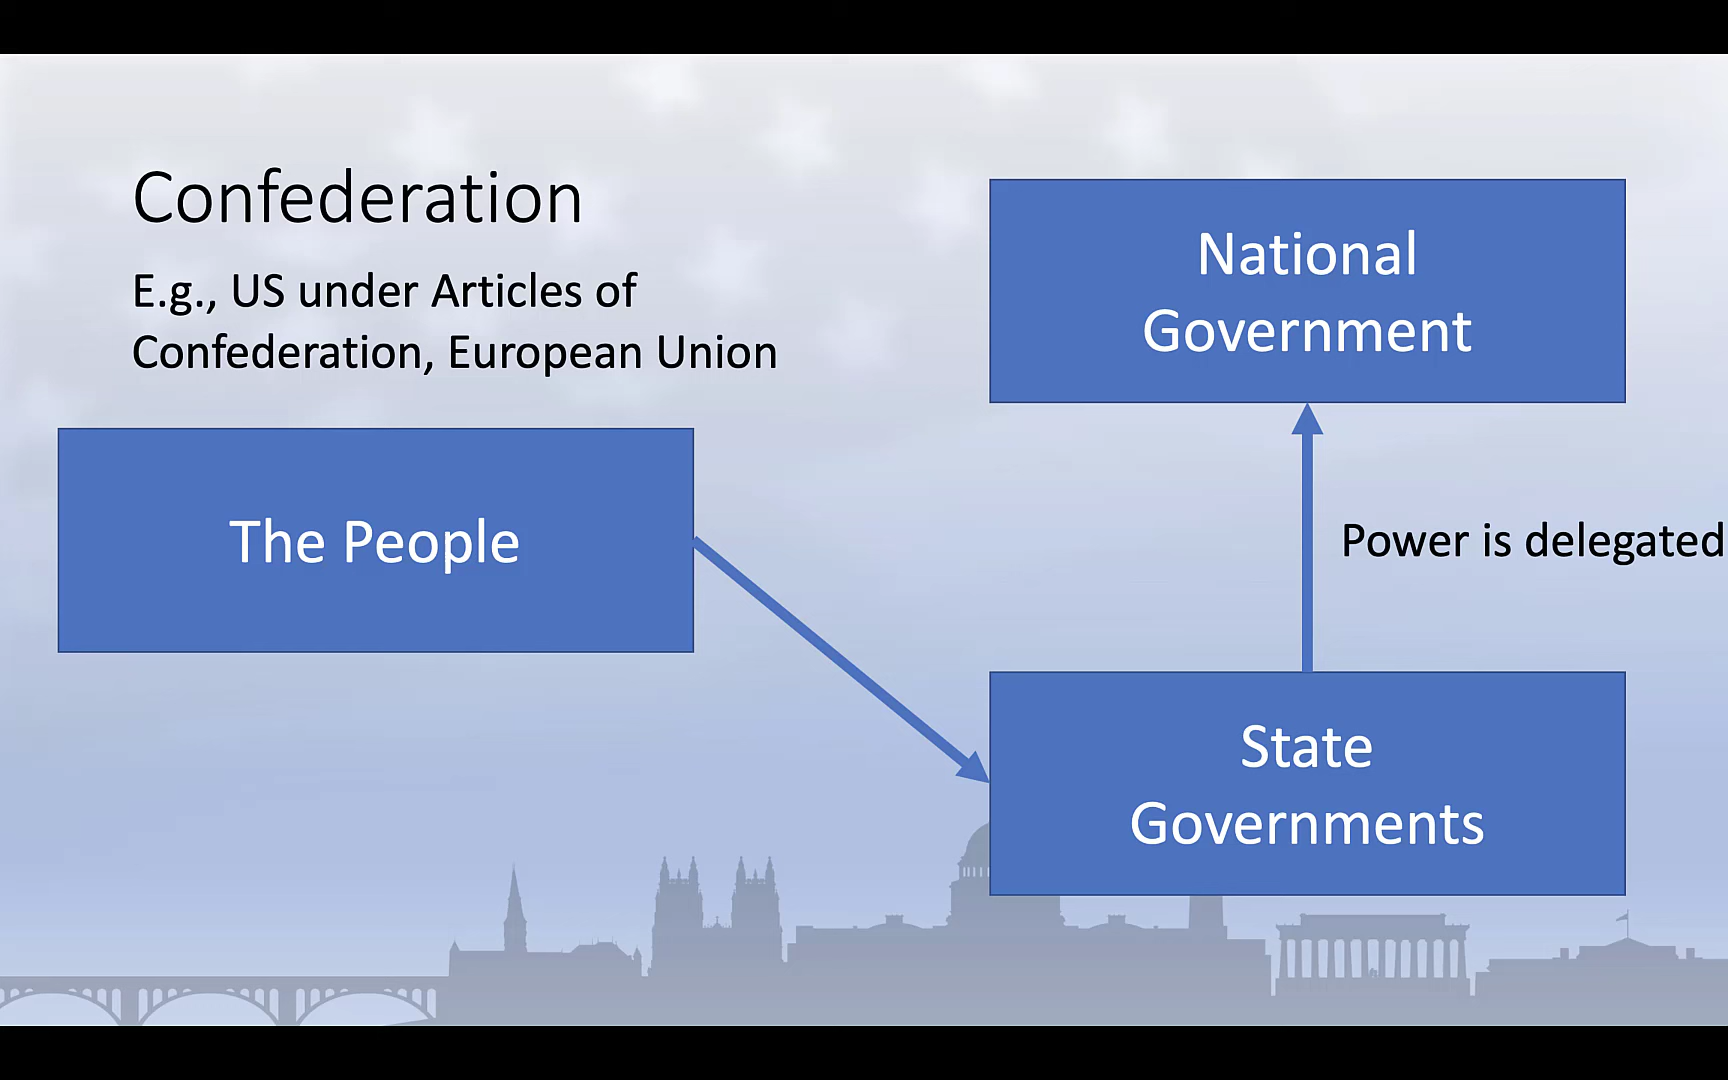 Confederation
E.g., US under Articles of
Confederation, European Union
The People
National
Government
Power is delegated
State
Governments